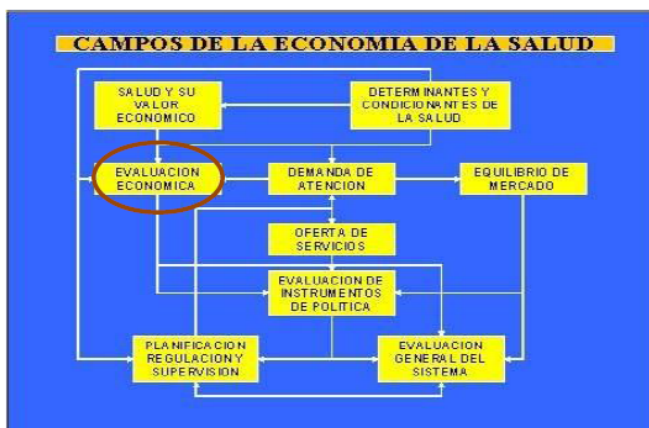 CAMPOS DE LA ECONOMIA DE LA SALUD
SALUD Y SU
VALOR
ECONOMICO
DETERMINANTES Y
CONDICIONANTES DE
LA SALUD
EVALUACION
ECONOMICA
DEMANDA DE
ATENCION
EQUILIBRIO DE
MERCADO
OFERTA DE
SERVICIOS
EVALUACION DE
INSTRUMENTOS
DE POLITICA
PLANIFICACION
REGULACION Y
SUPERVISION
EVALUACION
GENERAL DEL
SISTEMA